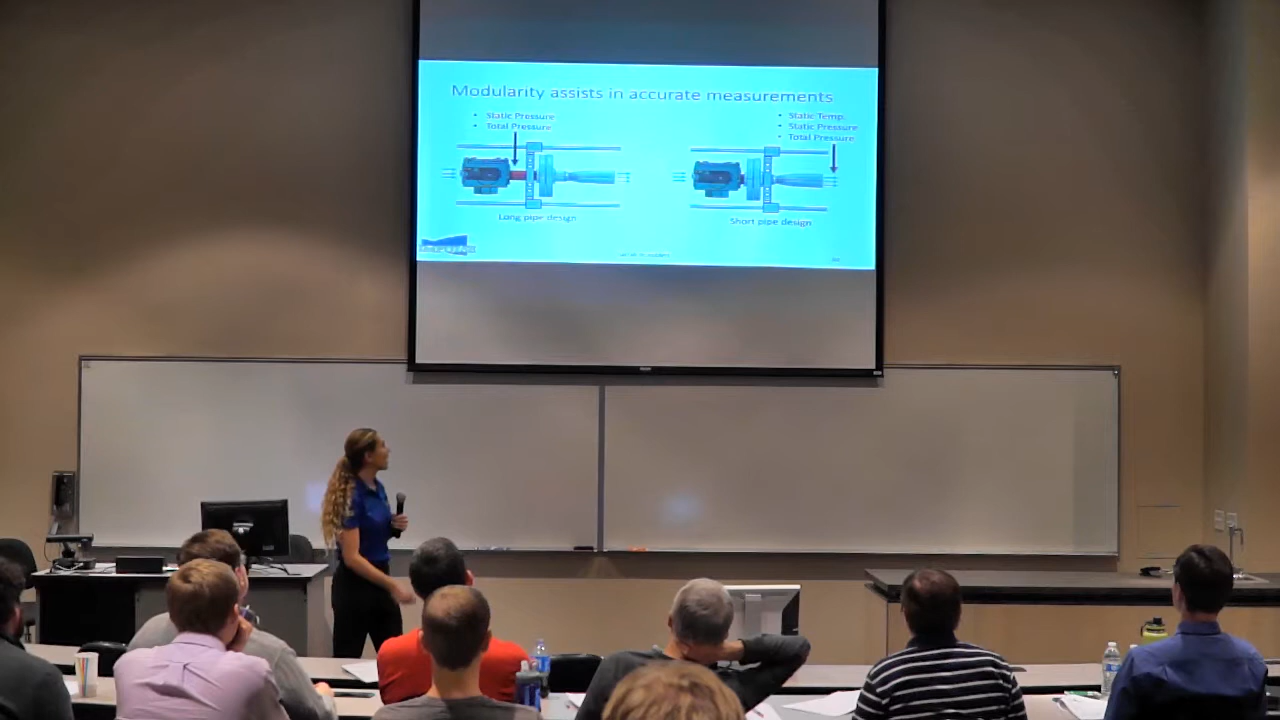 Modularity assists in accurate measurements
• Static Pressure
• Total Pressure
• Static Temp.
• Static Pressure
• Total Pressure
Long pipe design
Short pipe design